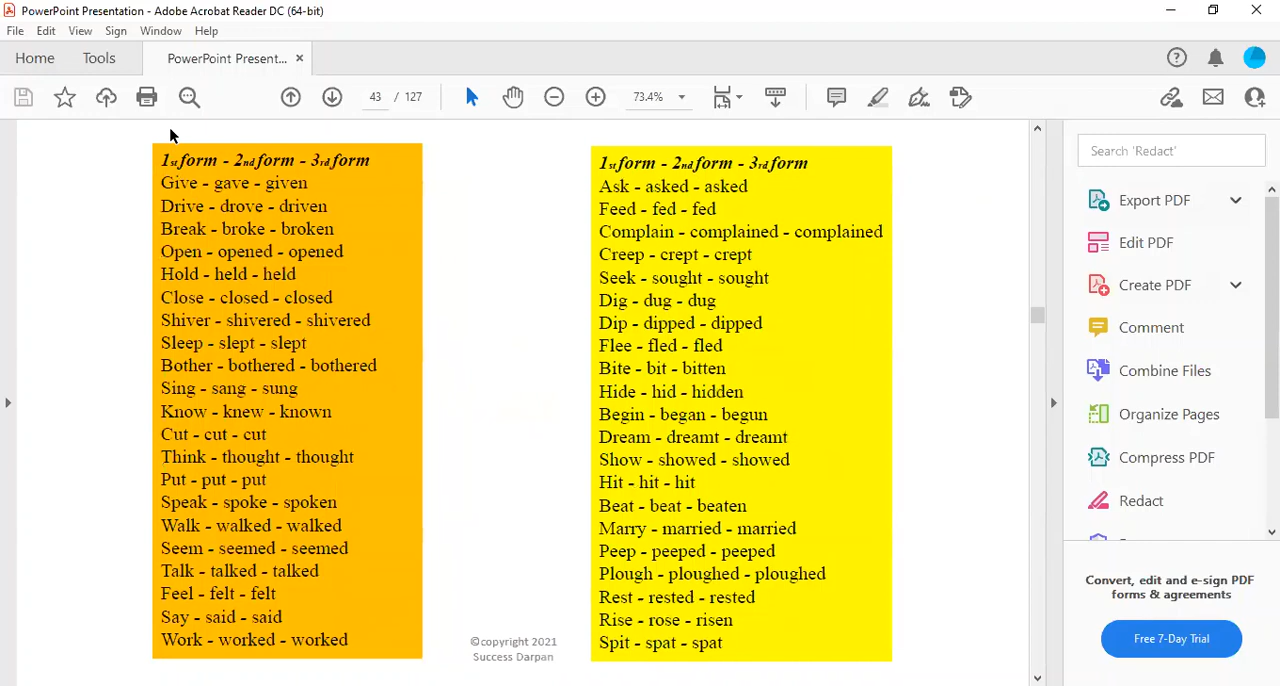 PowerPoint Presentation - Adobe Acrobat Reader DC (64-bit)
File Edit View Sign Window Help
Home Tools PowerPoint Present... ×
43 / 127 73.4%
1st form - 2nd form - 3rd form
Give - gave - given
Drive - drove - driven
Break - broke - broken
Open - opened - opened
Hold - held - held
Close - closed - closed
Shiver - shivered - shivered
Sleep - slept - slept
Bother - bothered - bothered
Sing - sang - sung
Know - knew - known
Cut - cut - cut
Think - thought - thought
Put - put - put
Speak - spoke - spoken
Walk - walked - walked
Seem - seemed - seemed
Talk - talked - talked
Feel - felt - felt
Say - said - said
Work - worked - worked
©copyright 2021
Success Darpan
1st form - 2nd form - 3rd form
Ask - asked - asked
Feed - fed - fed
Complain - complained - complained
Creep - crept - crept
Seek - sought - sought
Dig - dug - dug
Dip - dipped - dipped
Flee - fled - fled
Bite - bit - bitten
Hide - hid - hidden
Begin - began - begun
Dream - dreamt - dreamt
Show - showed - showed
Hit - hit - hit
Beat - beat - beaten
Marry - married - married
Peep - peeped - peeped
Plough - ploughed - ploughed
Rest - rested - rested
Rise - rose - risen
Spit - spat - spat
Search 'Redact'
Export PDF
Edit PDF
Create PDF
Comment
Combine Files
Organize Pages
Compress PDF
Redact
Convert, edit and e-sign PDF
forms & agreements
Free 7-Day Trial